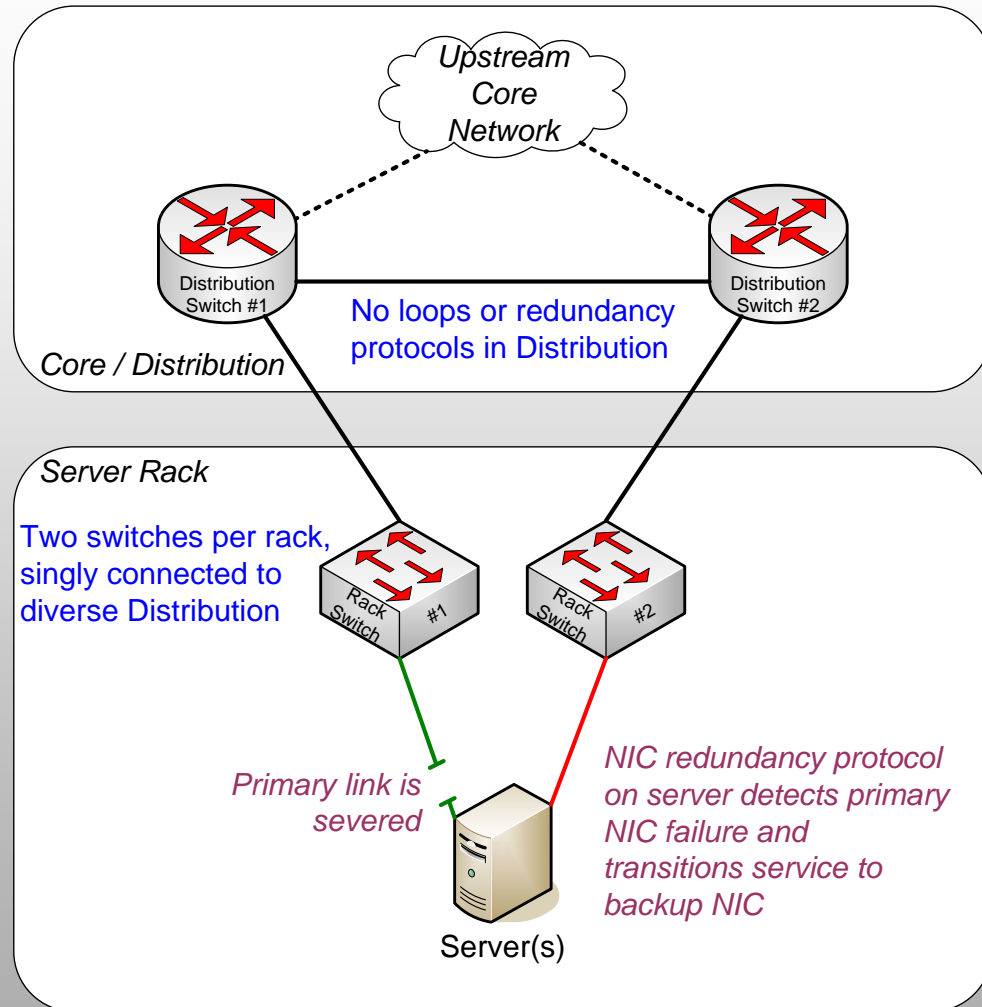 Upstream
Core
Network
Distribution
Switch #1
Distribution
Switch #2
No loops or redundancy
protocols in Distribution
Core / Distribution
Server Rack
Two switches per rack,
singly connected to
diverse Distribution
Rack
Switch
#1
Rack
Switch
#2
Primary link is
severed
NIC redundancy protocol
on server detects primary
NIC failure and
transitions service to
backup NIC
Server(s)